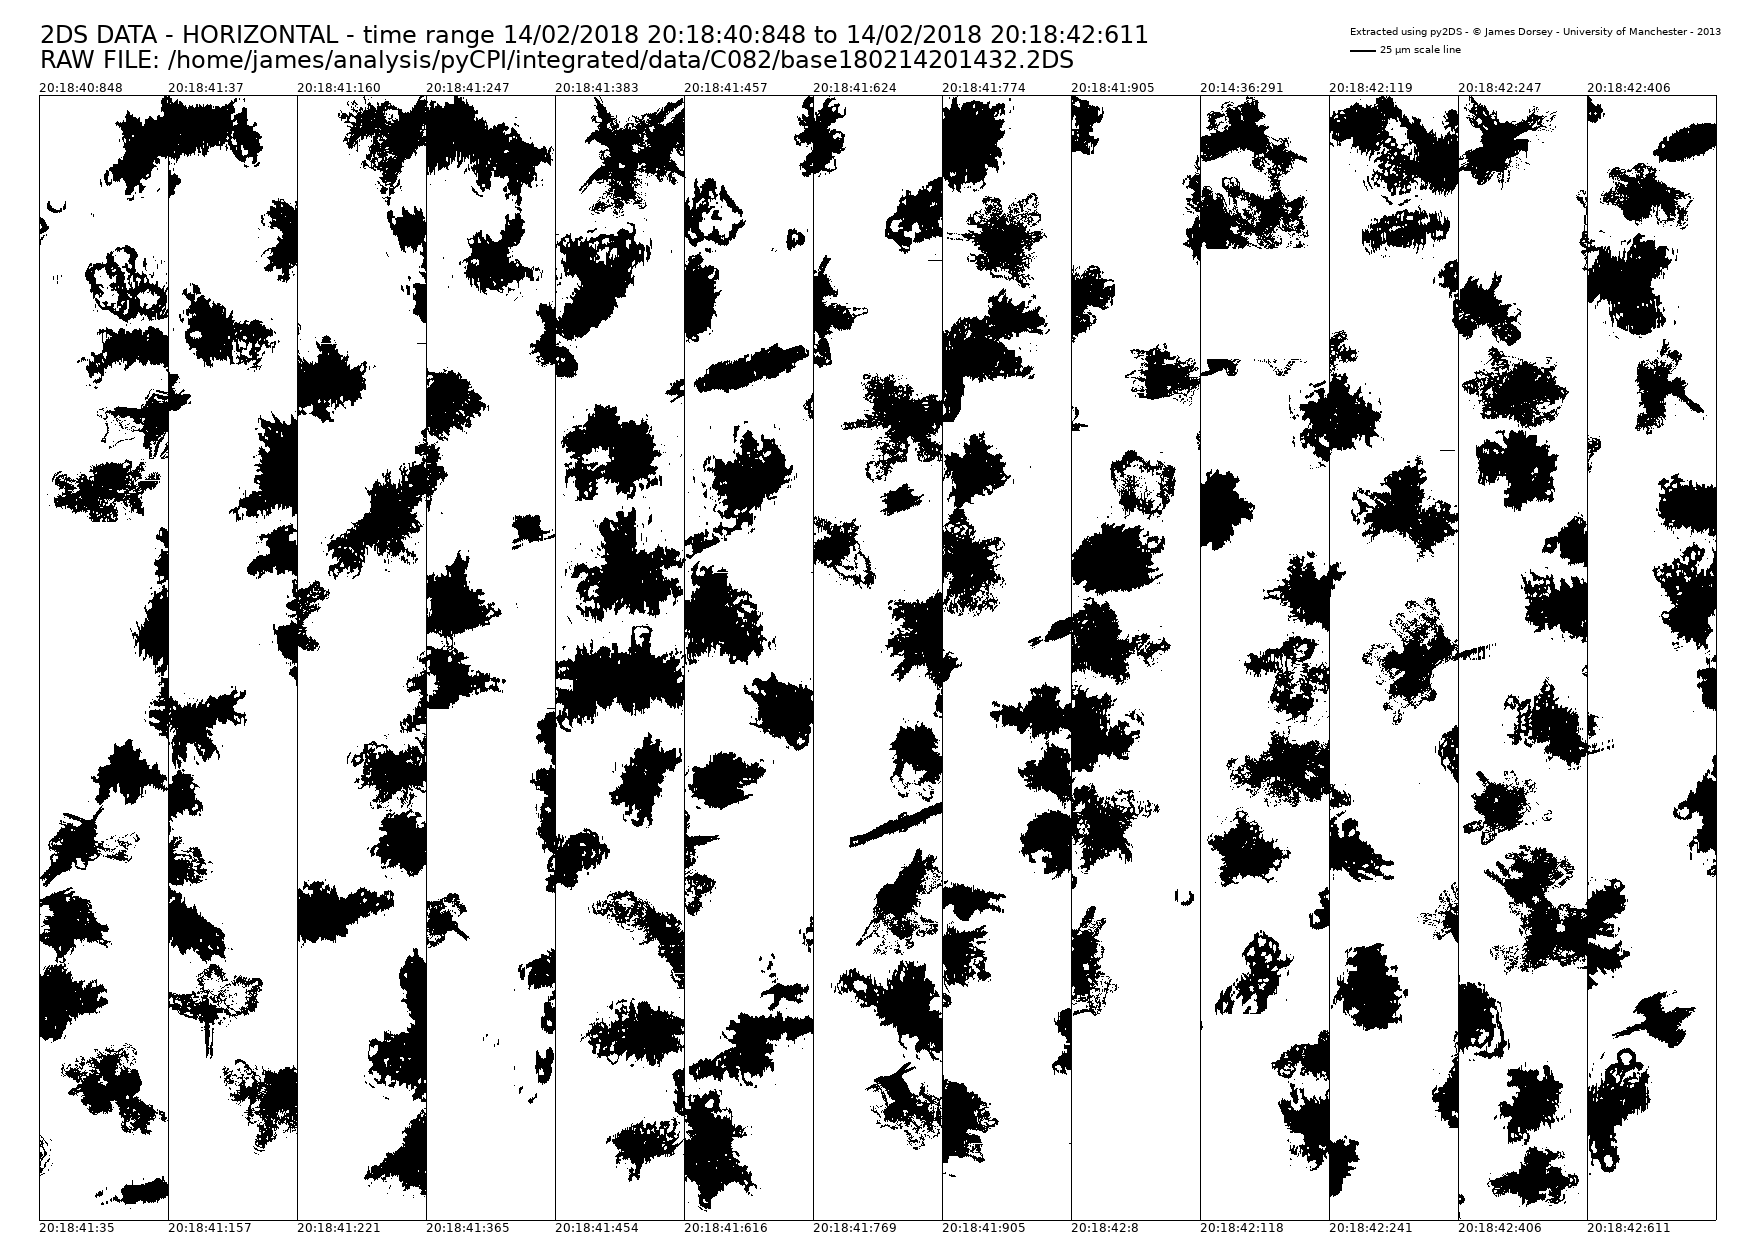 2DS DATA - HORIZONTAL - time range 14/02/2018 20:18:40:848 to 14/02/2018 20:18:42:611
RAW FILE: /home/james/analysis/pyCPI/integrated/data/C082/base180214201432.2DS
Extracted using py2DS - © James Dorsey - University of Manchester - 2013
25 µm scale line
20:18:40:848 20:18:41:37 20:18:41:160 20:18:41:247 20:18:41:383 20:18:41:457 20:18:41:624 20:18:41:774 20:18:41:905 20:14:36:291 20:18:42:119 20:18:42:247 20:18:42:406
20:18:41:35 20:18:41:157 20:18:41:221 20:18:41:365 20:18:41:454 20:18:41:616 20:18:41:769 20:18:41:905 20:18:42:8 20:18:42:118 20:18:42:241 20:18:42:406 20:18:42:611